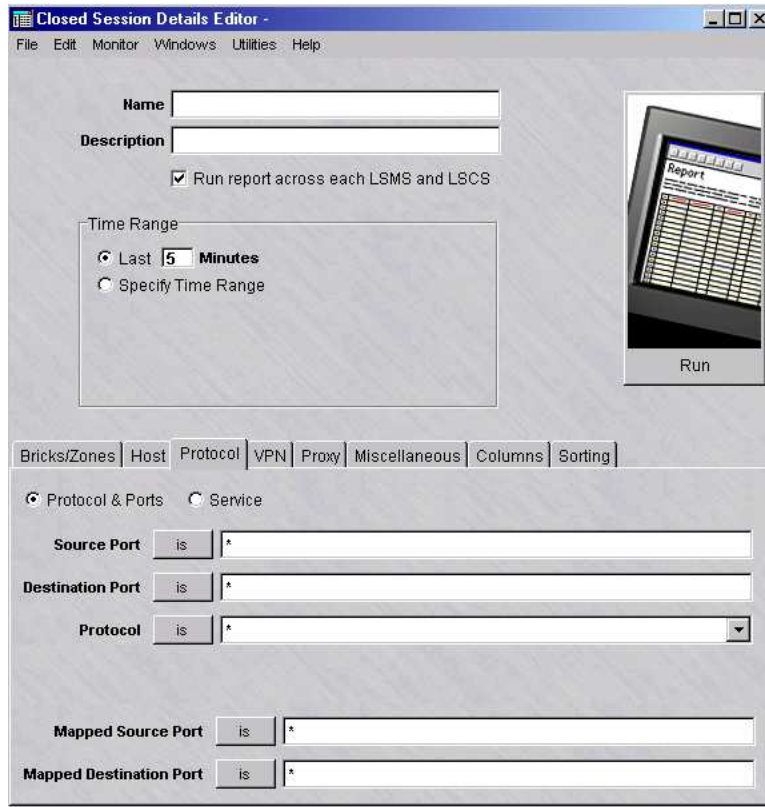 Closed Session Details Editor -
File Edit Monitor Windows Utilities Help
Name
Description
Run report across each LSMS and LSCS
Time Range
Last 5 Minutes
Specify Time Range
Report
Run
Bricks/Zones Host Protocol VPN Proxy Miscellaneous Columns Sorting
Protocol & Ports Service
Source Port is *
Destination Port is *
Protocol is *
Mapped Source Port is *
Mapped Destination Port is *